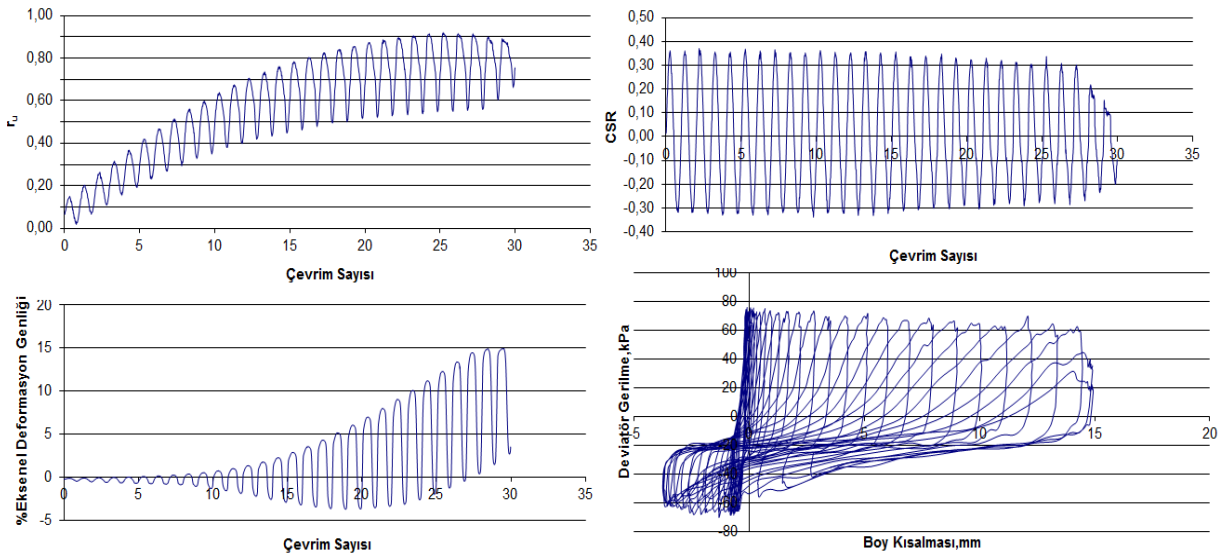 1,00
0,80
0,60
0,40
0,20
0,00
r u
0 5 10 15 20 25 30 35
Çevrim Sayısı
0,50
0,40
0,30
0,20
0,10
0,00
-0,10
-0,20
-0,30
-0,40
CSR
0 5 10 15 20 25 30 35
Çevrim Sayısı
20
15
10
5
0
-5
%Eksenel Deformasyon Genliği
0 5 10 15 20 25 30 35
Çevrim Sayısı
100
80
60
40
20
0
-20
-40
-60
-80
Deviatör Gerilme,kPa
-5 0 5 10 15 20
Boy Kısalması,mm